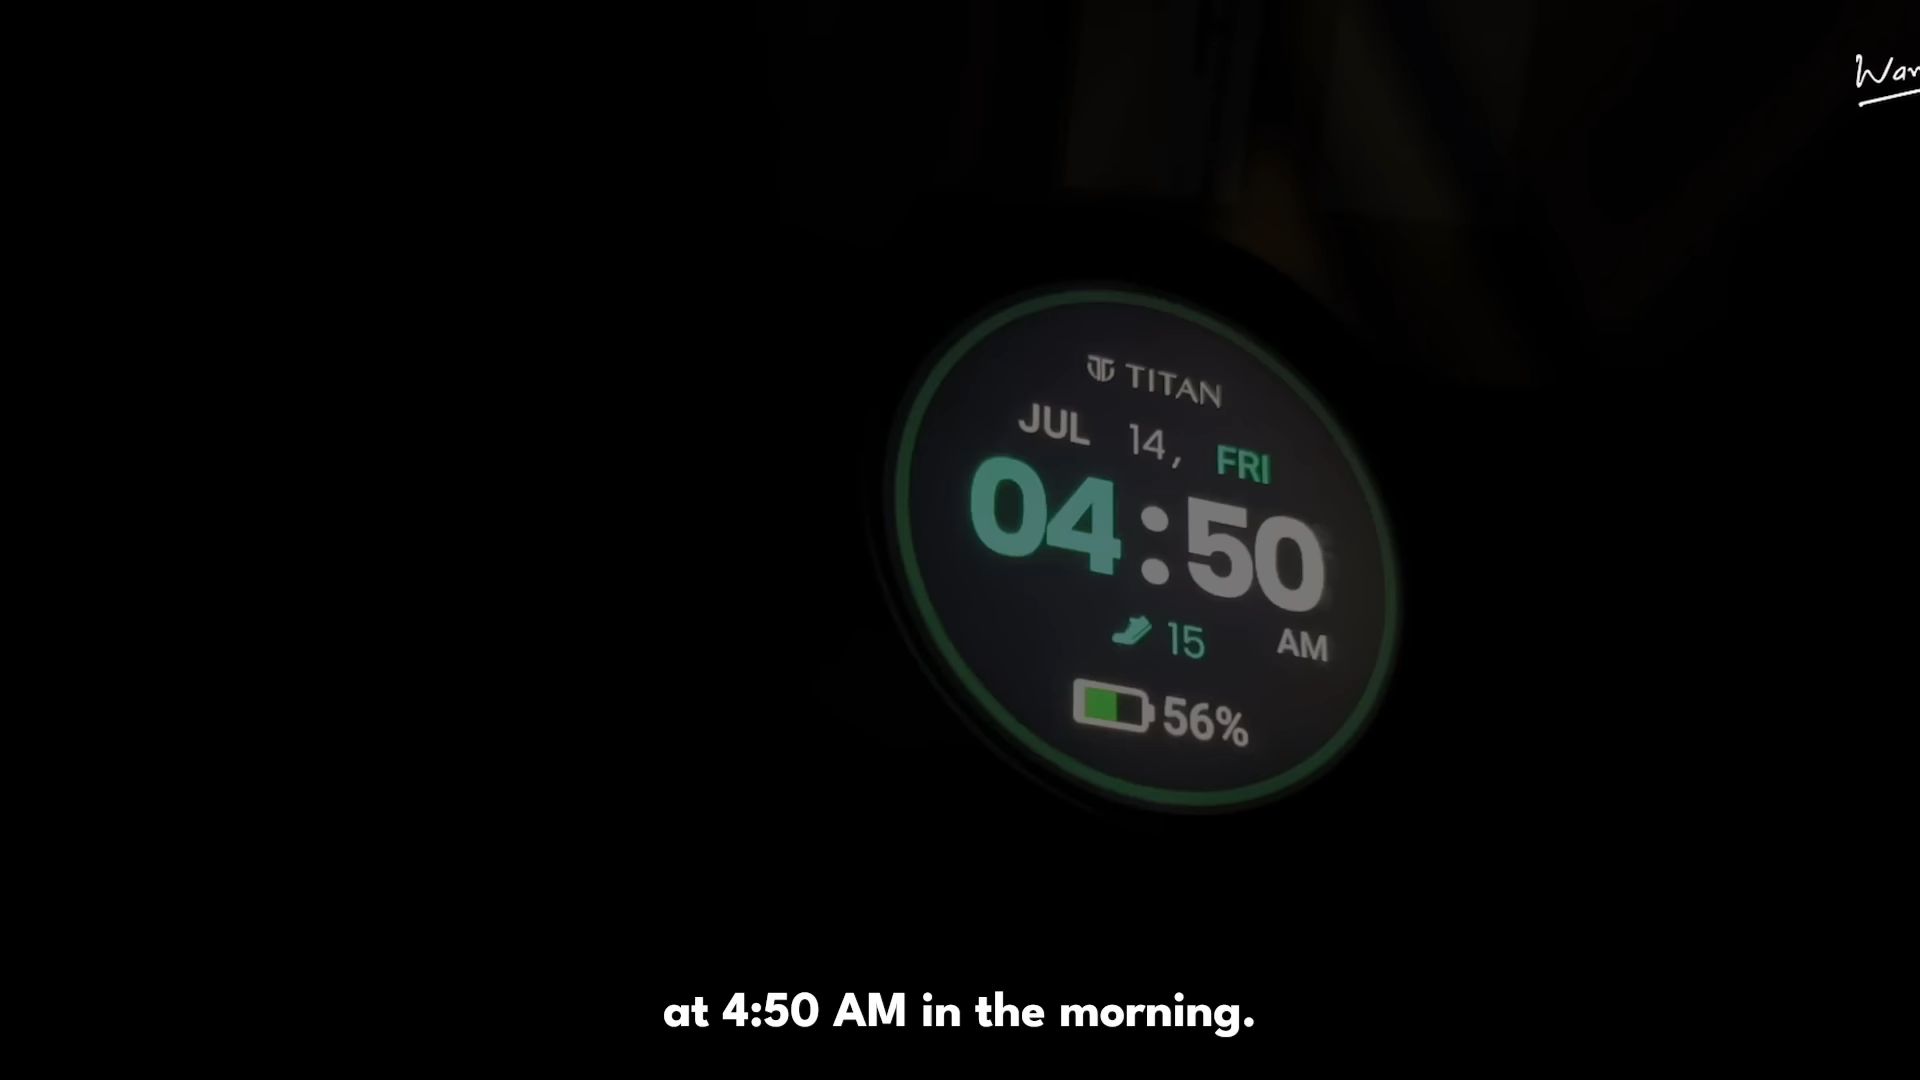 TITAN
JUL 14, FRI
04:50
15 AM
56%
at 4:50 AM in the morning.